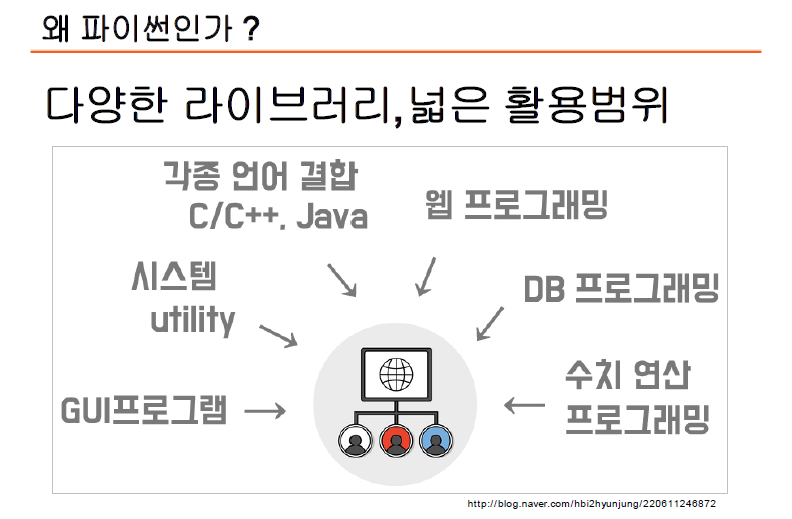 왜 파이썬인가 ?
다양한 라이브러리,넓은 활용범위
각종 언어 결합
C/C++, Java
웹 프로그래밍
시스템
utility
DB 프로그래밍
GUI프로그램
수치 연산
프로그래밍
http://blog.naver.com/hbi2hyunjung/220611246872